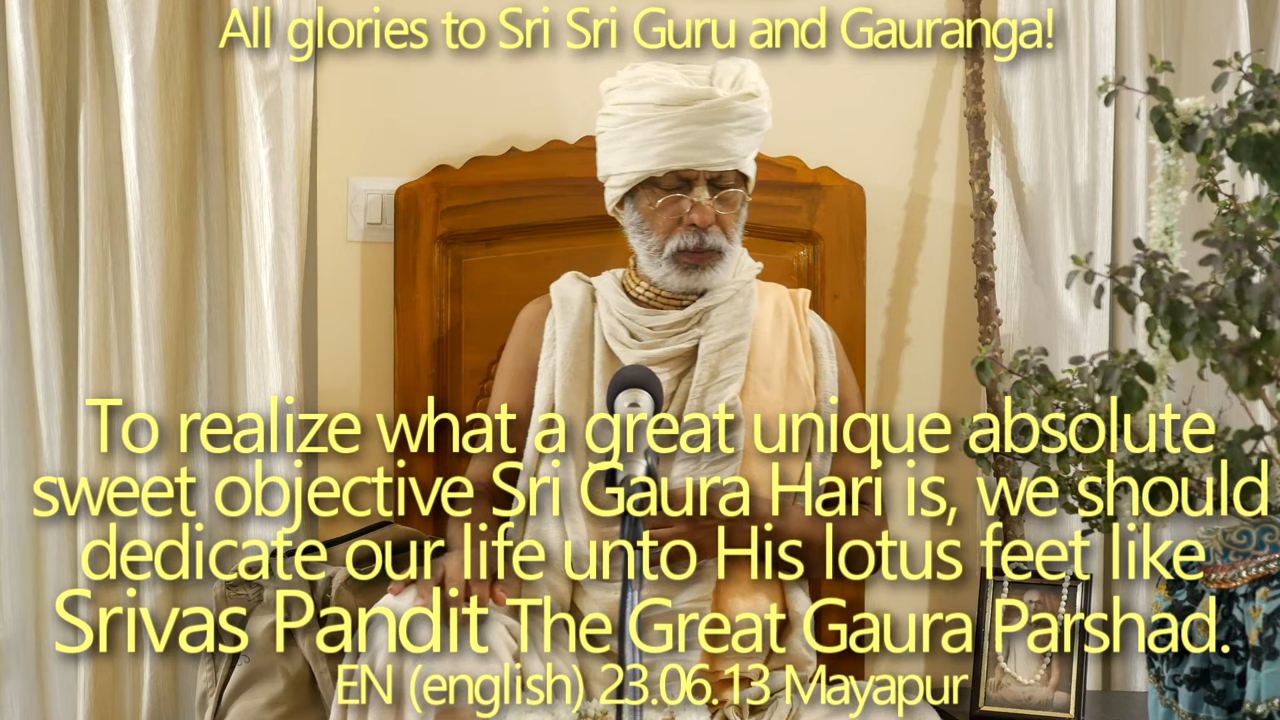 All glories to Sri Sri Guru and Gauranga!
To realize what a great unique absolute
sweet objective Sri Gaura Hari is, we should
dedicate our life unto His lotus feet like
Srivas Pandit The Great Gaura Parshad.
EN (english) 23.06.13 Mayapur